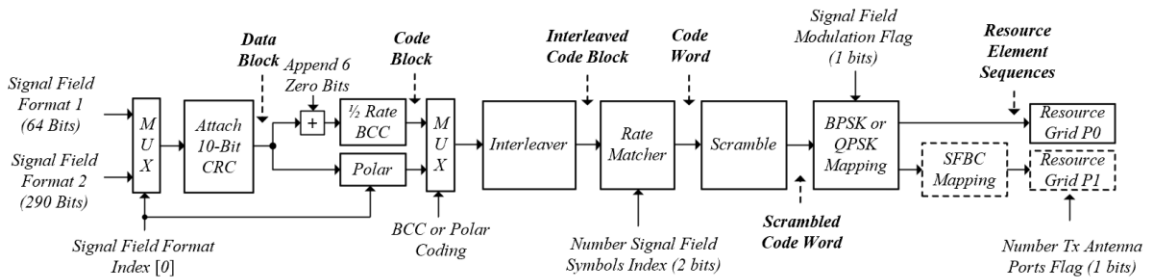 Signal Field
Format 1
(64 Bits)
Signal Field
Format 2
(290 Bits)
M
U
X
Attach
10-Bit
CRC
Data
Block
Append 6
Zero Bits
+
½ Rate
BCC
Polar
Code
Block
M
U
X
Signal Field Format
Index [0]
BCC or Polar
Coding
Interleaver
Interleaved
Code Block
Rate
Matcher
Number Signal Field
Symbols Index (2 bits)
Code
Word
Scramble
Scrambled
Code Word
Signal Field
Modulation Flag
(1 bits)
BPSK or
QPSK
Mapping
SFBC
Mapping
Resource
Element
Sequences
Resource
Grid P0
Resource
Grid P1
Number Tx Antenna
Ports Flag (1 bits)